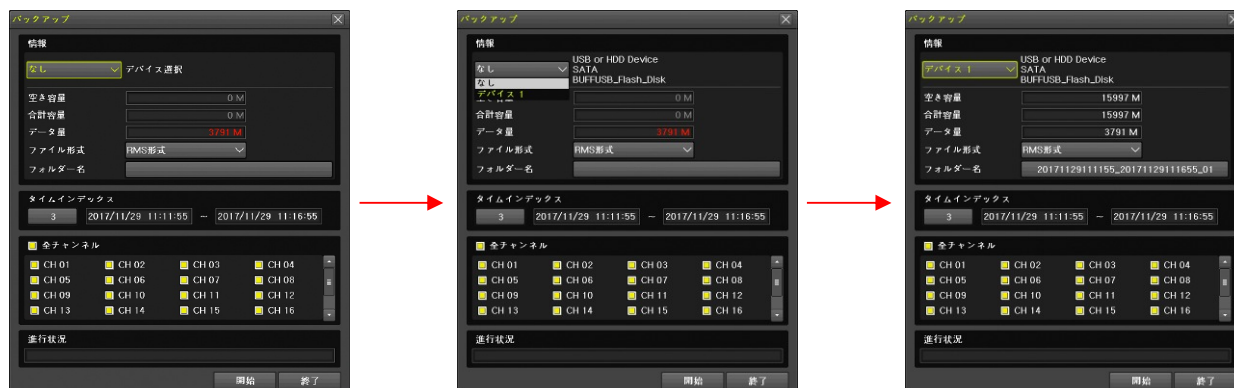 バックアップ
情報
なし デバイス選択
空き容量 0 M
合計容量 0 M
データ量 3791 M
ファイル形式 RMS形式
フォルダー名
タイムインデックス
3 2017/11/29 11:11:55 ~ 2017/11/29 11:16:55
全チャンネル
CH 01 CH 02 CH 03 CH 04
CH 05 CH 06 CH 07 CH 08
CH 09 CH 10 CH 11 CH 12
CH 13 CH 14 CH 15 CH 16
進行状況
開始 終了
バックアップ
情報
USB or HDD Device
なし SATA
なし BUFFUSB_Flash_Disk
デバイス 1
0 M
合計容量 0 M
データ量 3791 M
ファイル形式 RMS形式
フォルダー名
タイムインデックス
3 2017/11/29 11:11:55 ~ 2017/11/29 11:16:55
全チャンネル
CH 01 CH 02 CH 03 CH 04
CH 05 CH 06 CH 07 CH 08
CH 09 CH 10 CH 11 CH 12
CH 13 CH 14 CH 15 CH 16
進行状況
開始 終了
バックアップ
情報
USB or HDD Device
デバイス 1 SATA
BUFFUSB_Flash_Disk
空き容量 15997 M
合計容量 15997 M
データ量 3791 M
ファイル形式 RMS形式
フォルダー名 20171129111155_20171129111655_01
タイムインデックス
3 2017/11/29 11:11:55 ~ 2017/11/29 11:16:55
全チャンネル
CH 01 CH 02 CH 03 CH 04
CH 05 CH 06 CH 07 CH 08
CH 09 CH 10 CH 11 CH 12
CH 13 CH 14 CH 15 CH 16
進行状況
開始 終了